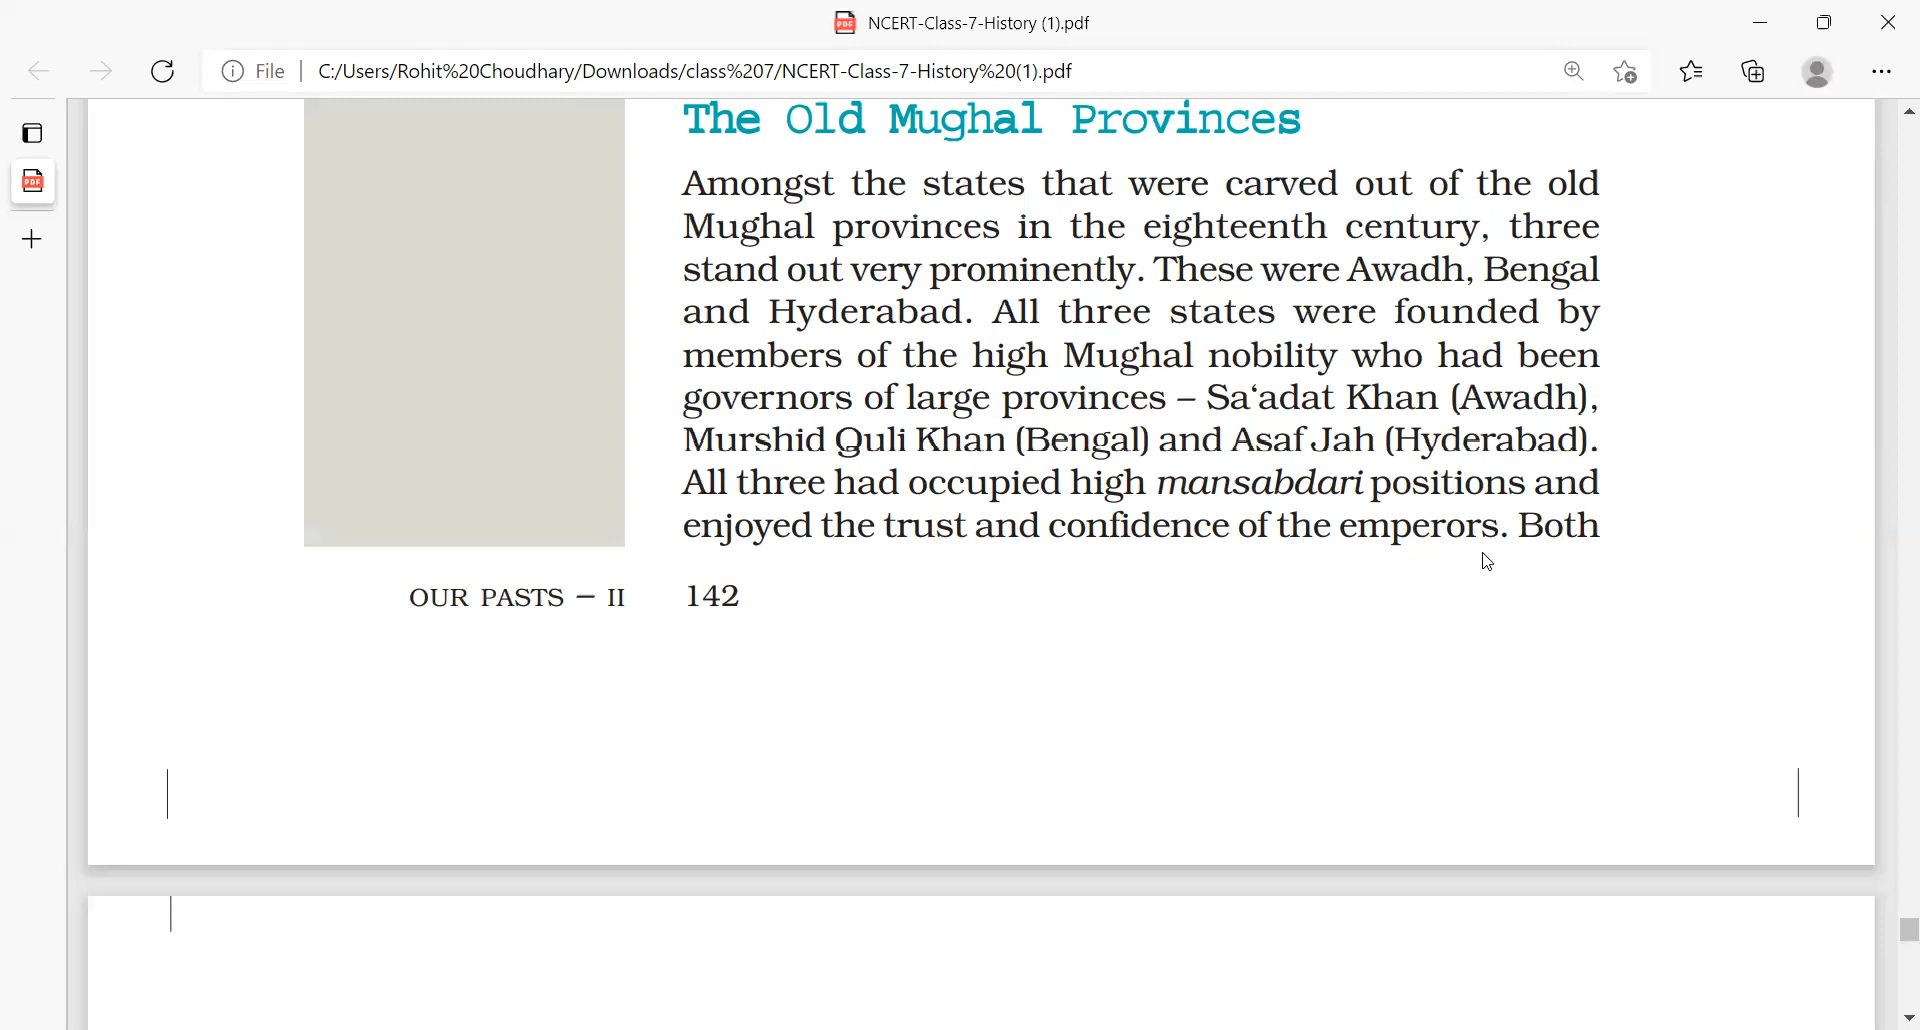 NCERT-Class-7-History (1).pdf
File
C:/Users/Rohit%20Choudhary/Downloads/class%207/NCERT-Class-7-History%20(1).pdf
PDF
The Old Mughal Provinces
Amongst the states that were carved out of the old
Mughal provinces in the eighteenth century, three
stand out very prominently. These were Awadh, Bengal
and Hyderabad. All three states were founded by
members of the high Mughal nobility who had been
governors of large provinces – Sa‘adat Khan (Awadh),
Murshid Quli Khan (Bengal) and Asaf Jah (Hyderabad).
All three had occupied high mansabdari positions and
enjoyed the trust and confidence of the emperors. Both
OUR PASTS – II 142